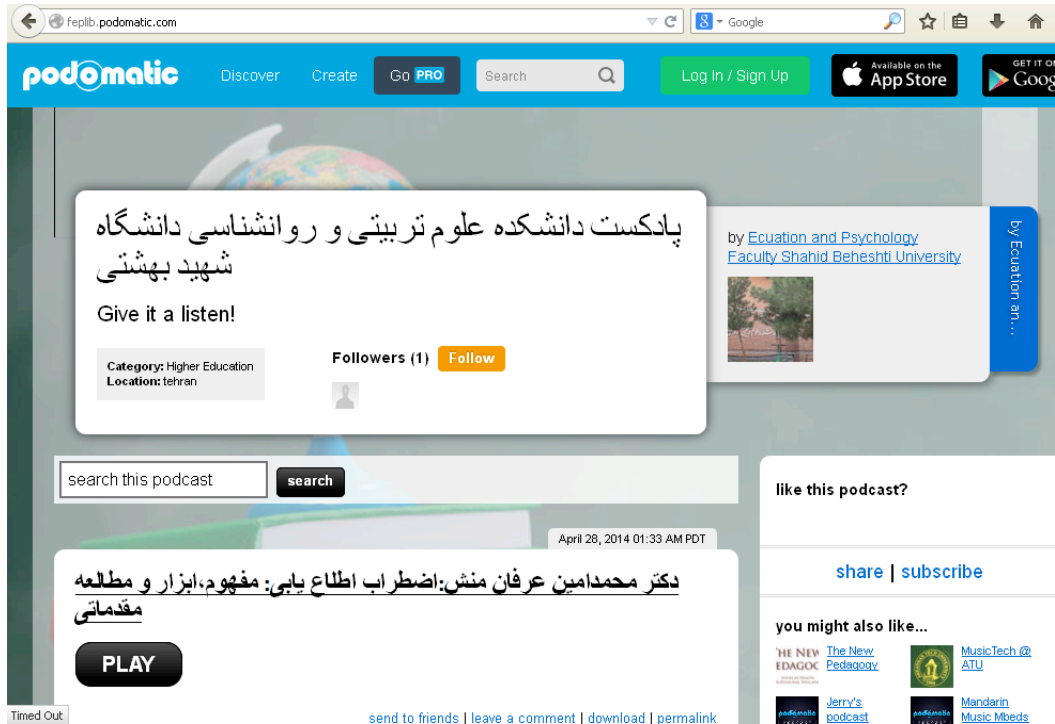 feplib.podomatic.com
Google
podomatic
Discover
Create
Go PRO
Search
Log In / Sign Up
Available on the
App Store
GET IT ON
Goog
پادکست دانشکده علوم تربیتی و روانشناسی دانشگاه
شهید بهشتی
Give it a listen!
Category: Higher Education
Location: tehran
Followers (1) Follow
by Ecuation and Psychology
Faculty Shahid Beheshti University
by Ecuation an...
search this podcast
search
like this podcast?
April 28, 2014 01:33 AM PDT
دکتر محمدامین عرفان منش:اضطراب اطلاع یابی: مفهوم،ابزار و مطالعه
مقدماتی
PLAY
send to friends | leave a comment | download | permalink
share | subscribe
you might also like...
The New
Pedagogy
MusicTech @
ATU
Jerry's
podcast
Mandarin
Music Mbeds
Timed Out